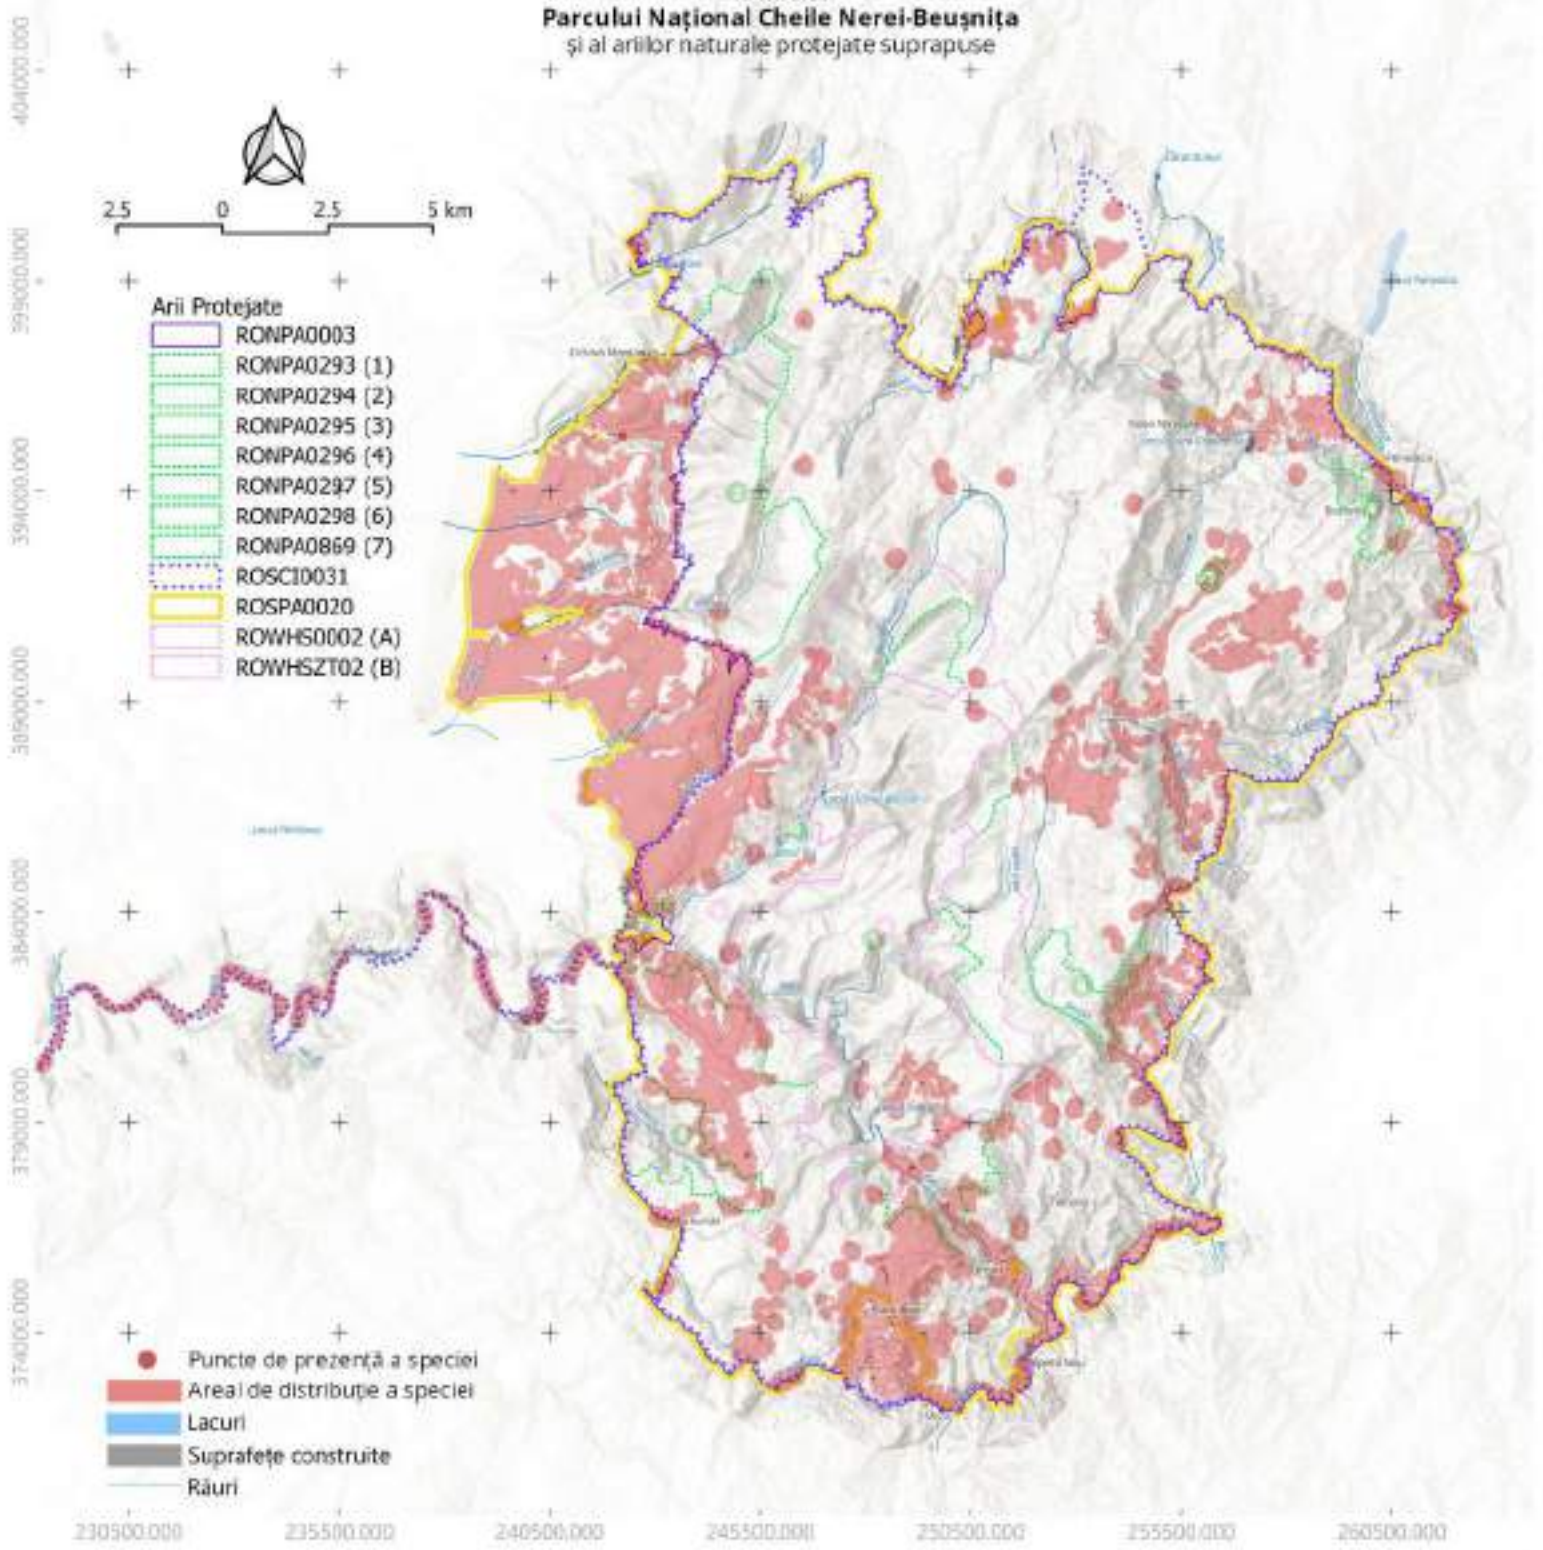 Parcului Național Cheile Nerei-Beușnița
și al ariilor naturale protejate suprapuse
404000.000
399000.000
394000.000
389000.000
384000.000
379000.000
374000.000
2.5 0 2.5 5 km
Arii Protejate
RONPA0003
RONPA0293 (1)
RONPA0294 (2)
RONPA0295 (3)
RONPA0296 (4)
RONPA0297 (5)
RONPA0298 (6)
RONPA0869 (7)
ROSCI0031
ROSPA0020
ROWHS0002 (A)
ROWHSZT02 (B)
Puncte de prezență a speciei
Areal de distribuție a speciei
Lacuri
Suprafețe construite
Râuri
230500.000 235500.000 240500.000 245500.000 250500.000 255500.000 260500.000